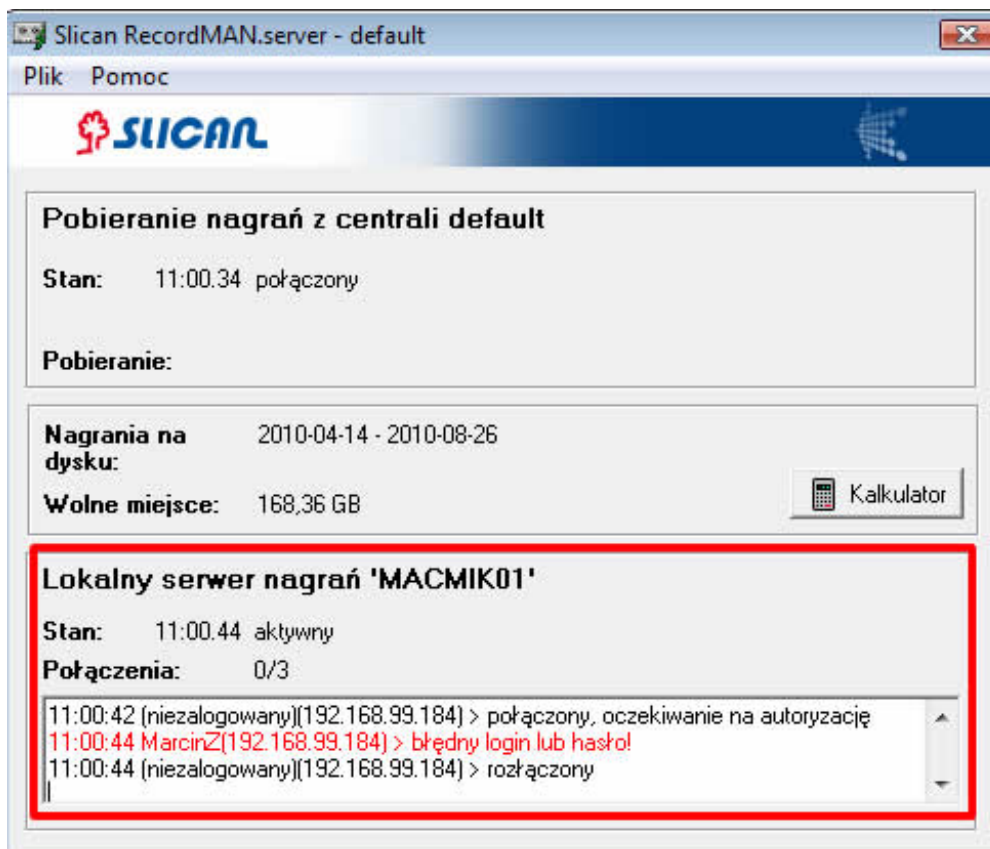 Slican RecordMAN.server - default
Plik Pomoc
SLICAN
Pobieranie nagrań z centrali default
Stan: 11:00.34 połączony
Pobieranie:
Nagrania na dysku: 2010-04-14 - 2010-08-26
Wolne miejsce: 168,36 GB
Kalkulator
Lokalny serwer nagrań 'MACMIK01'
Stan: 11:00.44 aktywny
Połączenia: 0/3
11:00:42 (niezalogowany)(192.168.99.184) > połączony, oczekiwanie na autoryzację
11:00:44 MarcinZ(192.168.99.184) > błędny login lub hasło!
11:00:44 (niezalogowany)(192.168.99.184) > rozłączony